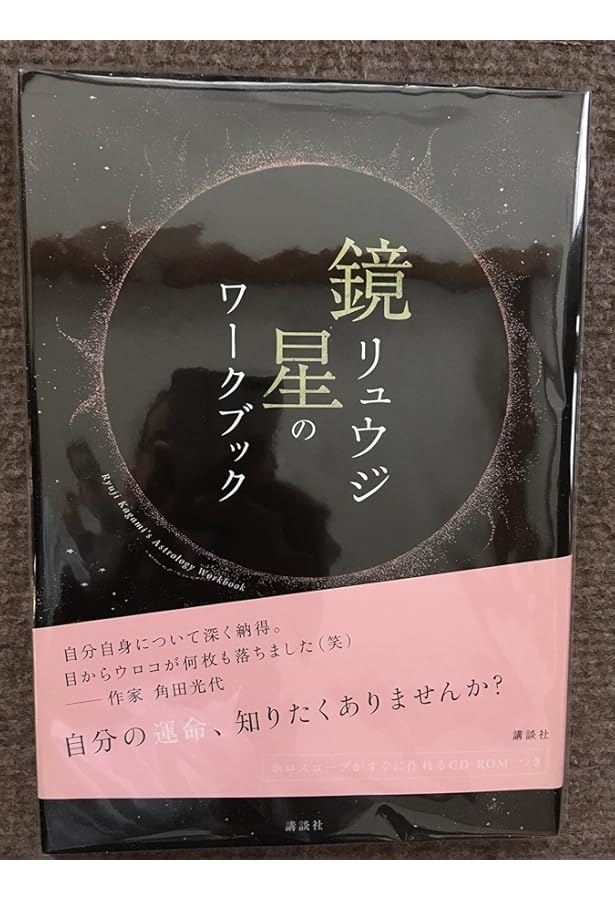 鏡リュウジ
星の
ワークブック
Ryuji Kagami's Astrology Workbook
自分自身について深く納得。
目からウロコが何枚も落ちました(笑)
――作家 角田光代
自分の運命、知りたくありませんか?
講談社
ホロスコープがすぐに作れるCD-ROMつき
講談社